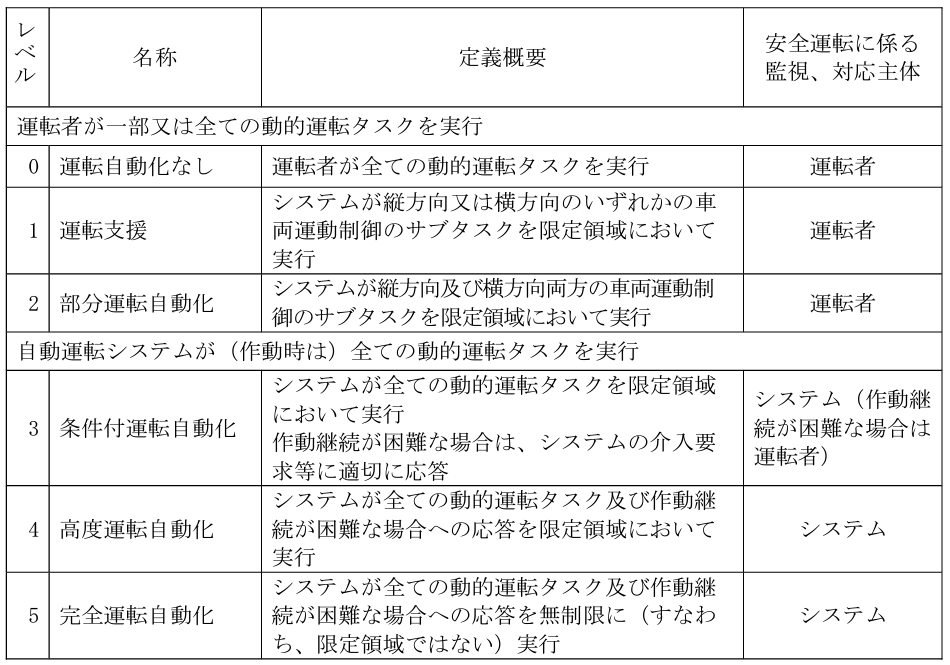 レベル 名称 定義概要 安全運転に係る
監視、対応主体
運転者が一部又は全ての動的運転タスクを実行
0 運転自動化なし 運転者が全ての動的運転タスクを実行 運転者
1 運転支援 システムが縦方向又は横方向のいずれかの車
両運動制御のサブタスクを限定領域において
実行
運転者
2 部分運転自動化 システムが縦方向及び横方向両方の車両運動制
御のサブタスクを限定領域において実行
運転者
自動運転システムが（作動時は）全ての動的運転タスクを実行
3 条件付運転自動化 システムが全ての動的運転タスクを限定領域
において実行
作動継続が困難な場合は、システムの介入要
求等に適切に応答
システム（作動継
続が困難な場合は
運転者）
4 高度運転自動化 システムが全ての動的運転タスク及び作動継
続が困難な場合への応答を限定領域において
実行
システム
5 完全運転自動化 システムが全ての動的運転タスク及び作動継
続が困難な場合への応答を無制限に（すなわ
ち、限定領域ではない）実行
システム